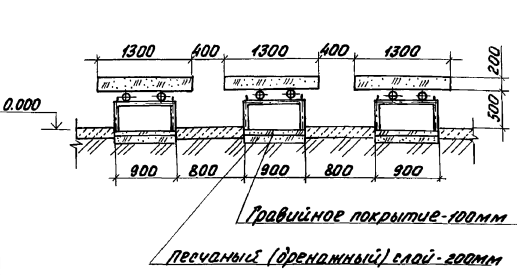 1300 400 1300 400 1300
200
500
0.000
900 800 900 800 900
Гравийное покрытие-100мм
песчаный (дренажный) слой-200мм